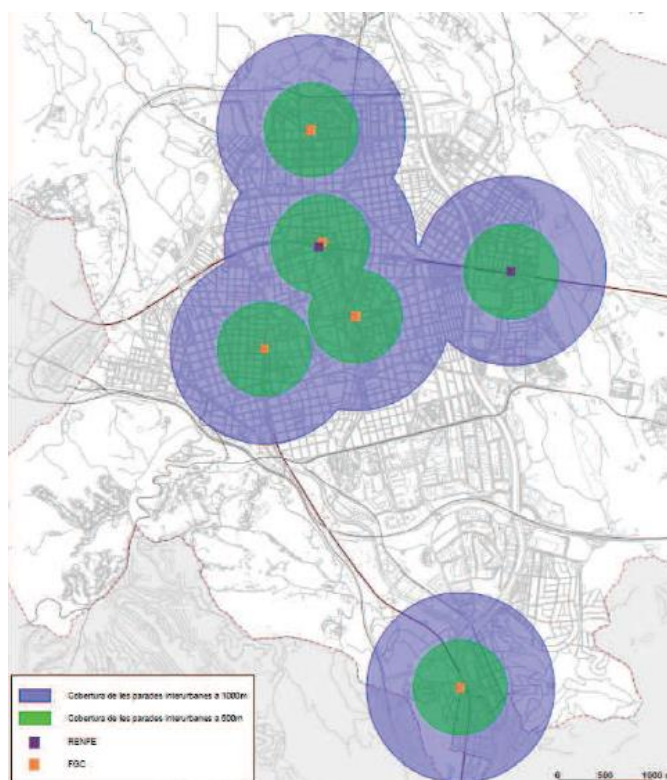 Cobertura de les parades interurbanes a 1000m
Cobertura de les parades interurbanes a 500m
RENFE
FGC
0 500 1000